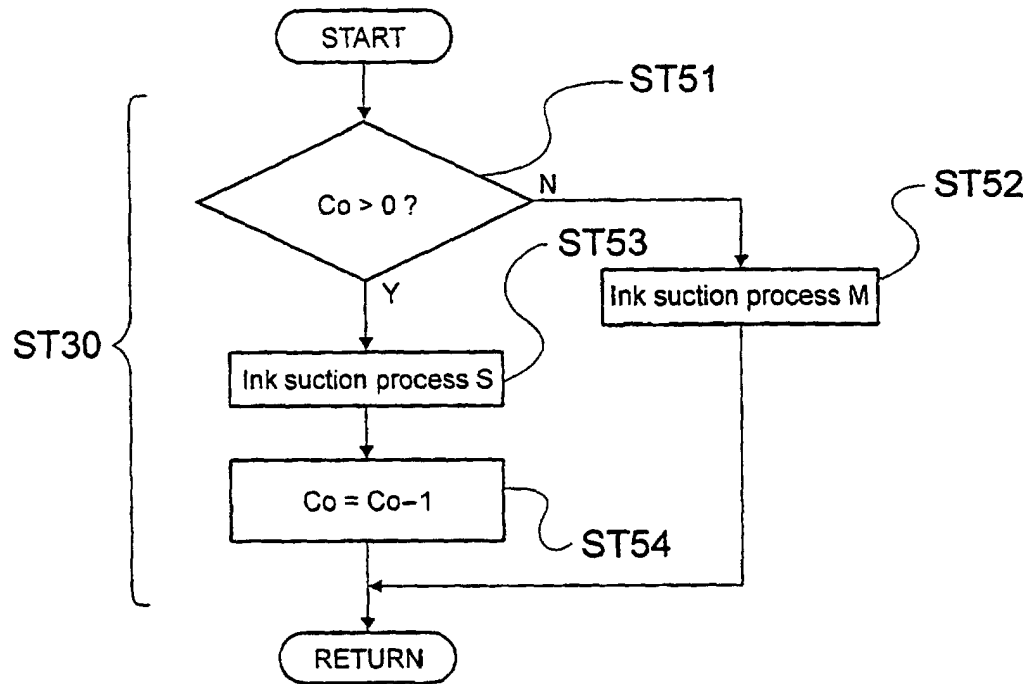 START
ST51
Co > 0 ?
N
ST52
ST53
Y
Ink suction process M
ST30
Ink suction process S
Co = Co-1
ST54
RETURN